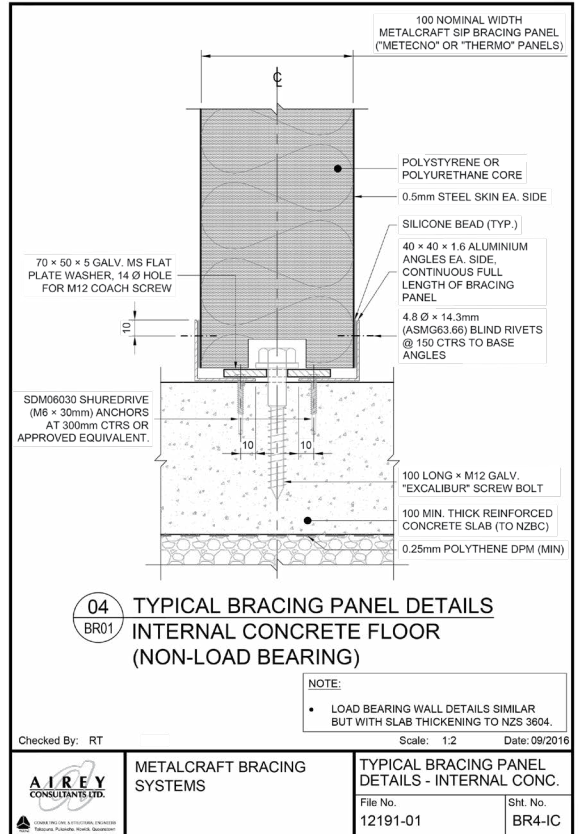 100 NOMINAL WIDTH
METALCRAFT SIP BRACING PANEL
("METECNO" OR "THERMO" PANELS)
℄
POLYSTYRENE OR
POLYURETHANE CORE
0.5mm STEEL SKIN EA. SIDE
SILICONE BEAD (TYP.)
70 × 50 × 5 GALV. MS FLAT
PLATE WASHER, 14 Ø HOLE
FOR M12 COACH SCREW
40 × 40 × 1.6 ALUMINIUM
ANGLES EA. SIDE,
CONTINUOUS FULL
LENGTH OF BRACING
PANEL
10
4.8 Ø × 14.3mm
(ASMG63.66) BLIND RIVETS
@ 150 CTRS TO BASE
ANGLES
SDM06030 SHUREDRIVE
(M6 × 30mm) ANCHORS
AT 300mm CTRS OR
APPROVED EQUIVALENT.
10 10
100 LONG × M12 GALV.
"EXCALIBUR" SCREW BOLT
100 MIN. THICK REINFORCED
CONCRETE SLAB (TO NZBC)
0.25mm POLYTHENE DPM (MIN)
04
BR01
TYPICAL BRACING PANEL DETAILS
INTERNAL CONCRETE FLOOR
(NON-LOAD BEARING)
NOTE:
• LOAD BEARING WALL DETAILS SIMILAR
BUT WITH SLAB THICKENING TO NZS 3604.
Checked By: RT
Scale: 1:2
Date: 09/2016
AIREY
CONSULTANTS LTD.
CONSULTING CIVIL & STRUCTURAL ENGINEERS
Takapuna, Pukekohe, Howick, Queenstown
METALCRAFT BRACING
SYSTEMS
TYPICAL BRACING PANEL
DETAILS - INTERNAL CONC.
File No.
12191-01
Sht. No.
BR4-IC